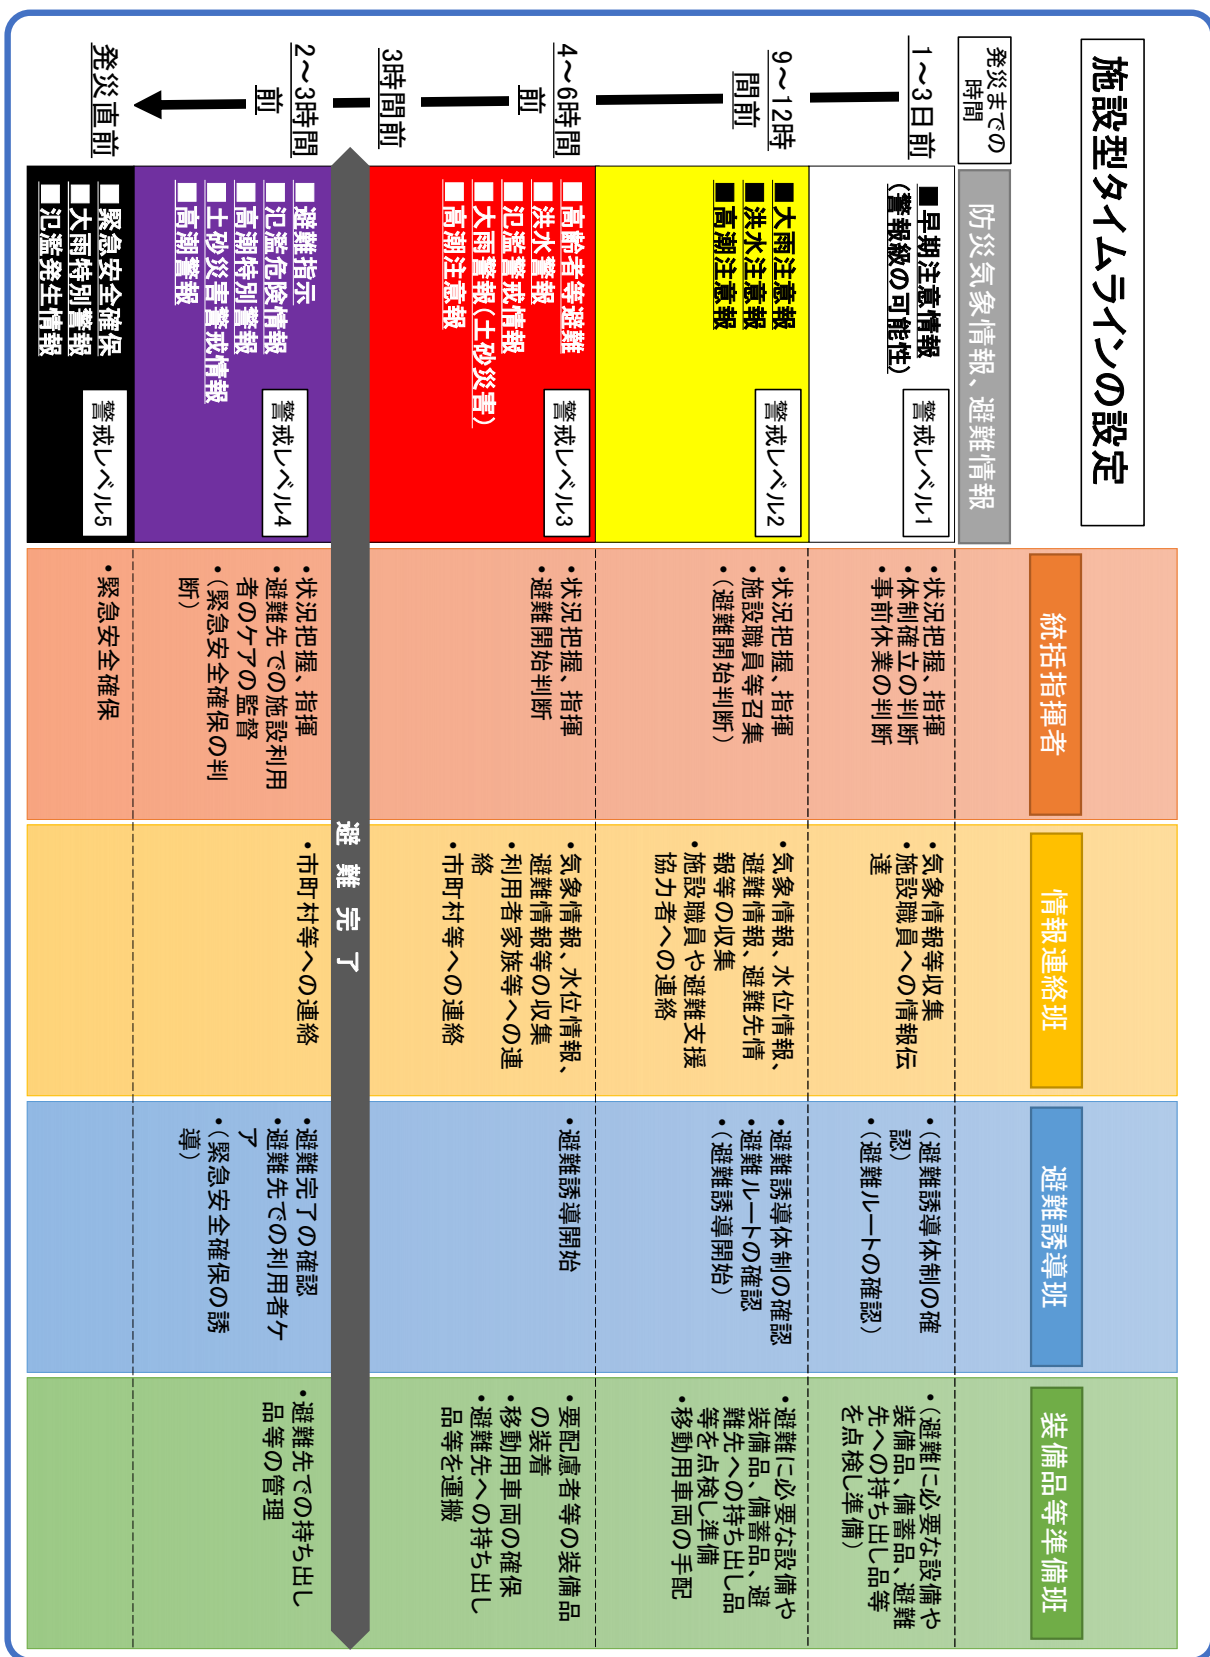 施設型タイムラインの設定
発災までの
時間
防災気象情報、避難情報
統括指揮者
情報連絡班
避難誘導班
装備品等準備班
1～3日前
■早期注意情報
(警報級の可能性)
警戒レベル1
・状況把握、指揮
・体制確立の判断
・事前休業の判断
・気象情報等収集
・施設職員への情報伝
達
・(避難誘導体制の確
認)
・(避難ルートの確認)
・(避難に必要な設備や
装備品、備蓄品、避難
先への持ち出し品等
を点検し準備)
9～12時
間前
■大雨注意報
■洪水注意報
■高潮注意報
警戒レベル2
・状況把握、指揮
・施設職員等召集
・(避難開始判断)
・気象情報、水位情報、
避難情報、避難先情
報等の収集
・施設職員や避難支援
協力者への連絡
・避難誘導体制の確認
・避難ルートの確認
・(避難誘導開始)
・避難に必要な設備や
装備品、備蓄品、避
難先への持ち出し品
等を点検し準備
・移動用車両の手配
4～6時間
前
■高齢者等避難
■洪水警報
■氾濫警戒情報
■大雨警報(土砂災害)
■高潮注意報
警戒レベル3
・状況把握、指揮
・避難開始判断
・気象情報、水位情報、
避難情報等の収集
・利用者家族等への連
絡
・市町村等への連絡
・避難誘導開始
・要配慮者等の装備品
の装着
・移動用車両の確保
・避難先への持ち出し
品等を運搬
3時間前
避難完了
2～3時間
前
■避難指示
■氾濫危険情報
■高潮特別警報
■土砂災害警戒情報
■高潮警報
警戒レベル4
・状況把握、指揮
・避難先での施設利用
者のケアの監督
・(緊急安全確保の判
断)
・市町村等への連絡
・避難完了の確認
・避難先での利用者ケ
ア
・(緊急安全確保の誘
導)
・避難先での持ち出し
品等の管理
発災直前
■緊急安全確保
■大雨特別警報
■氾濫発生情報
警戒レベル5
・緊急安全確保